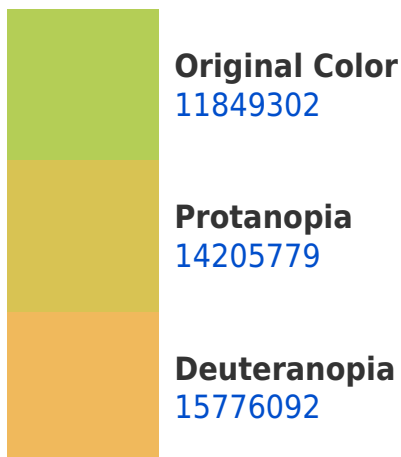 Original Color
11849302
Protanopia
14205779
Deuteranopia
15776092